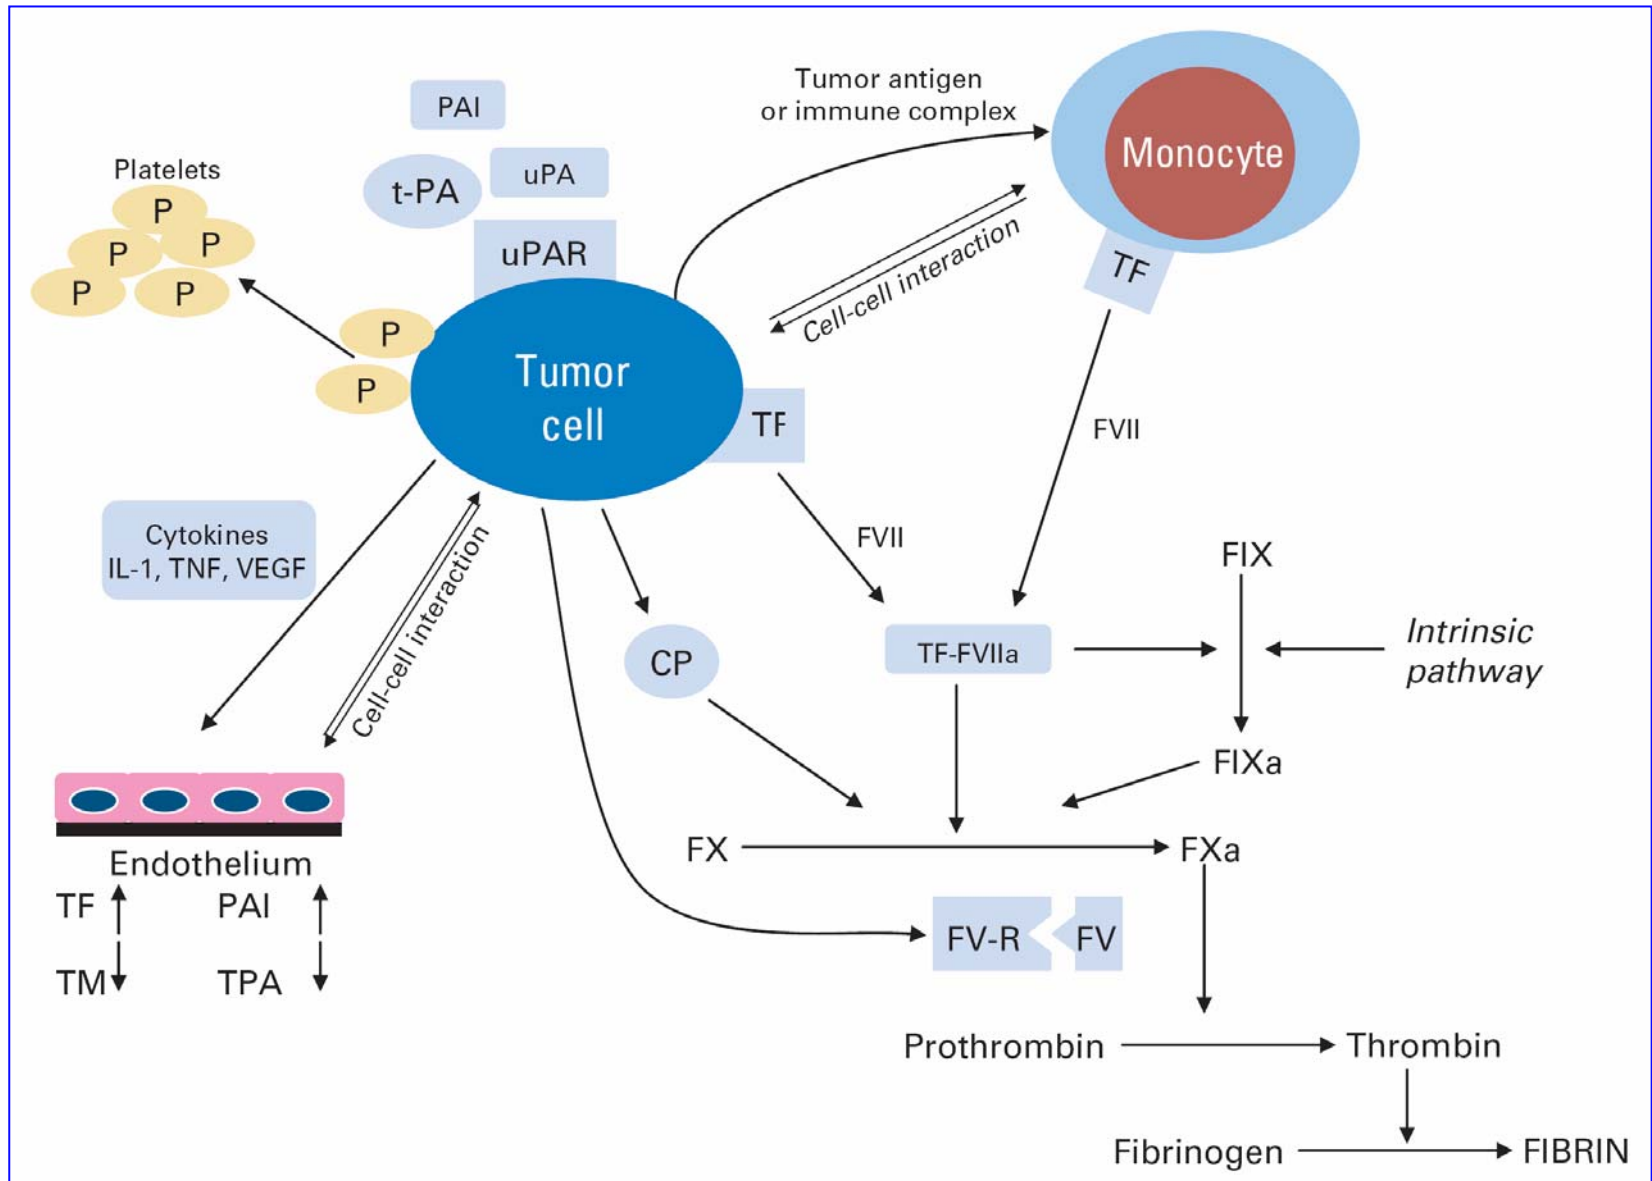 Tumor antigen
or immune complex
PAI
Monocyte
Platelets
uPA
t-PA
P
P
P
P
P
uPAR
TF
Cell-cell interaction
P
P
Tumor
cell
TF
FVII
FVII
Cytokines
IL-1, TNF, VEGF
Cell-cell interaction
FIX
CP
TF-FVIIa
Intrinsic
pathway
FIXa
FX
FXa
Endothelium
TF
PAI
FV-R
FV
TM
TPA
Prothrombin
Thrombin
Fibrinogen
FIBRIN